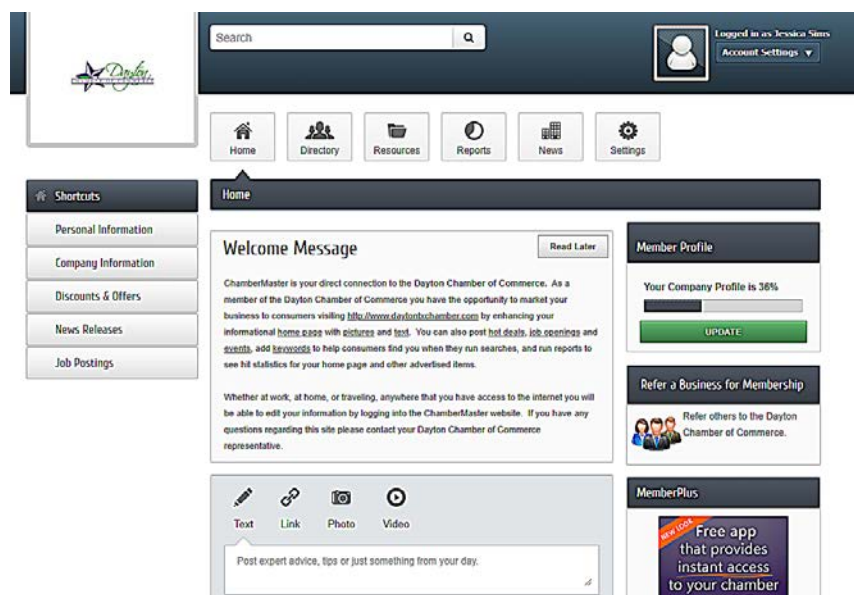 Search
Logged in as Jessica Sims
Account Settings
Dayton
Home
Directory
Resources
Reports
News
Settings
Shortcuts
Personal Information
Company Information
Discounts & Offers
News Releases
Job Postings
Home
Welcome Message
Read Later
ChamberMaster is your direct connection to the Dayton Chamber of Commerce. As a
member of the Dayton Chamber of Commerce you have the opportunity to market your
business to consumers visiting http://www.daytontxchamber.com by enhancing your
informational home page with pictures and text. You can also post hot deals, job openings and
events, add keywords to help consumers find you when they run searches, and run reports to
see hit statistics for your home page and other advertised items.
Whether at work, at home, or traveling, anywhere that you have access to the internet you will
be able to edit your information by logging into the ChamberMaster website. If you have any
questions regarding this site please contact your Dayton Chamber of Commerce
representative.
Text
Link
Photo
Video
Post expert advice, tips or just something from your day.
Member Profile
Your Company Profile is 36%
UPDATE
Refer a Business for Membership
Refer others to the Dayton
Chamber of Commerce.
MemberPlus
NEW LOOK
Free app
that provides
instant access
to your chamber